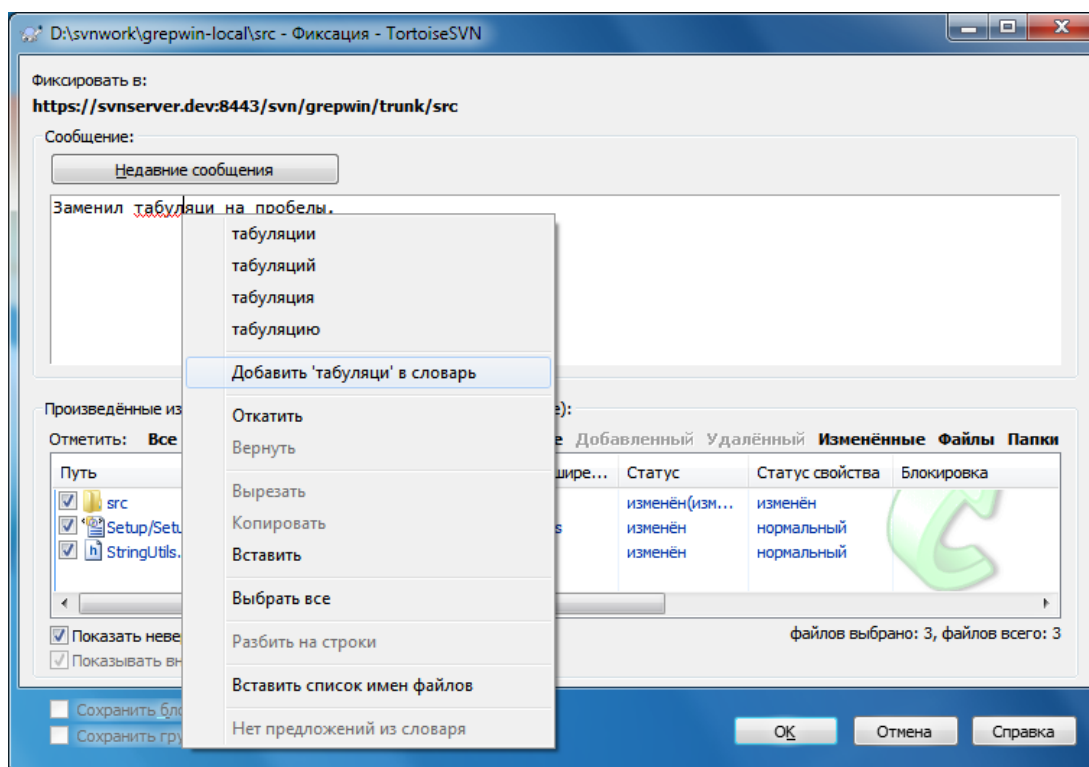 D:\svnwork\grepwin-local\src - Фиксация - TortoiseSVN
Фиксировать в:
https://svnserver.dev:8443/svn/grepwin/trunk/src
Сообщение:
Недавние сообщения
Заменил табуляци на пробелы.
табуляции
табуляций
табуляция
табуляцию
Добавить 'табуляци' в словарь
Откатить
Вернуть
Вырезать
Копировать
Вставить
Выбрать все
Разбить на строки
Вставить список имен файлов
Нет предложений из словаря
Произведённые
Отметить: Все Добавленный Удалённый Изменённые Файлы Папки
Путь Статус Статус свойства Блокировка
src изменён(изм... изменён
Setup/Setu изменён нормальный
StringUtils. изменён нормальный
Показать неве файлов выбрано: 3, файлов всего: 3
Показывать вн
Сохранить бло
Сохранить гру
OK Отмена Справка